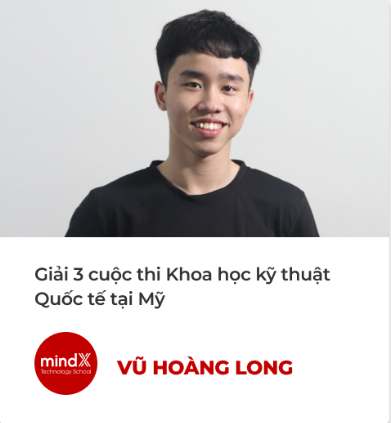 Giải 3 cuộc thi Khoa học kỹ thuật
Quốc tế tại Mỹ
mindX
Technology School
VŨ HOÀNG LONG